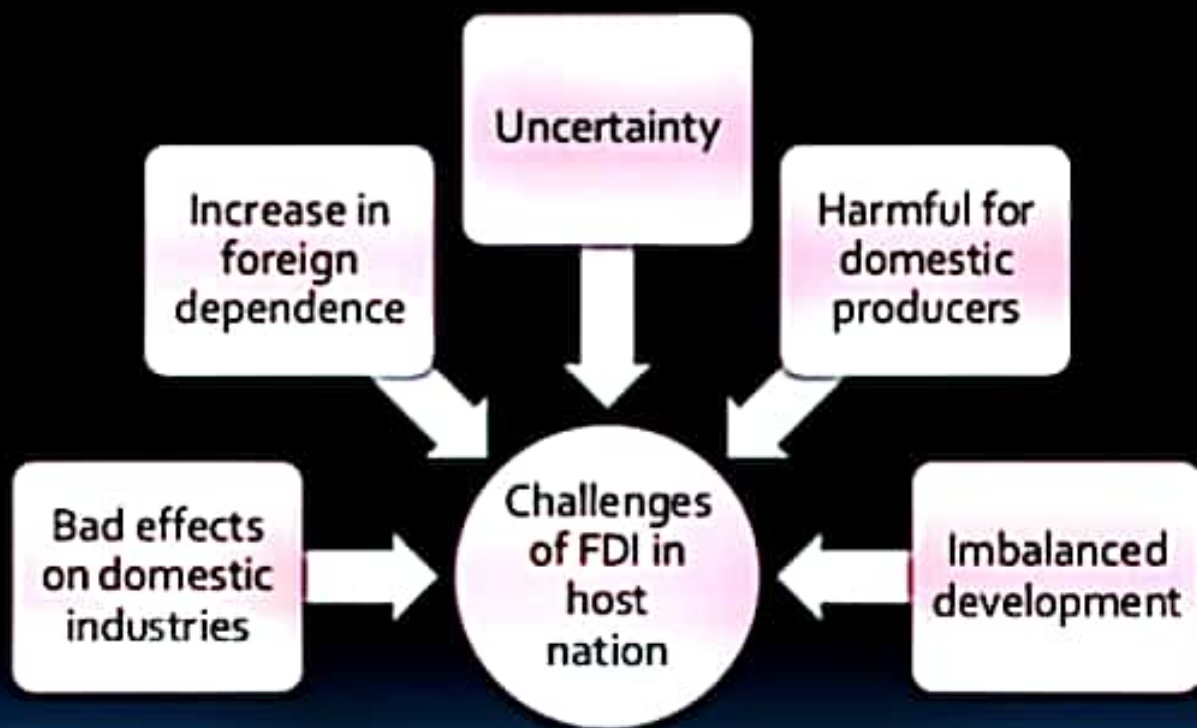 Uncertainty
Increase in
foreign
dependence
Harmful for
domestic
producers
Bad effects
on domestic
industries
Challenges
of FDI in
host
nation
Imbalanced
development